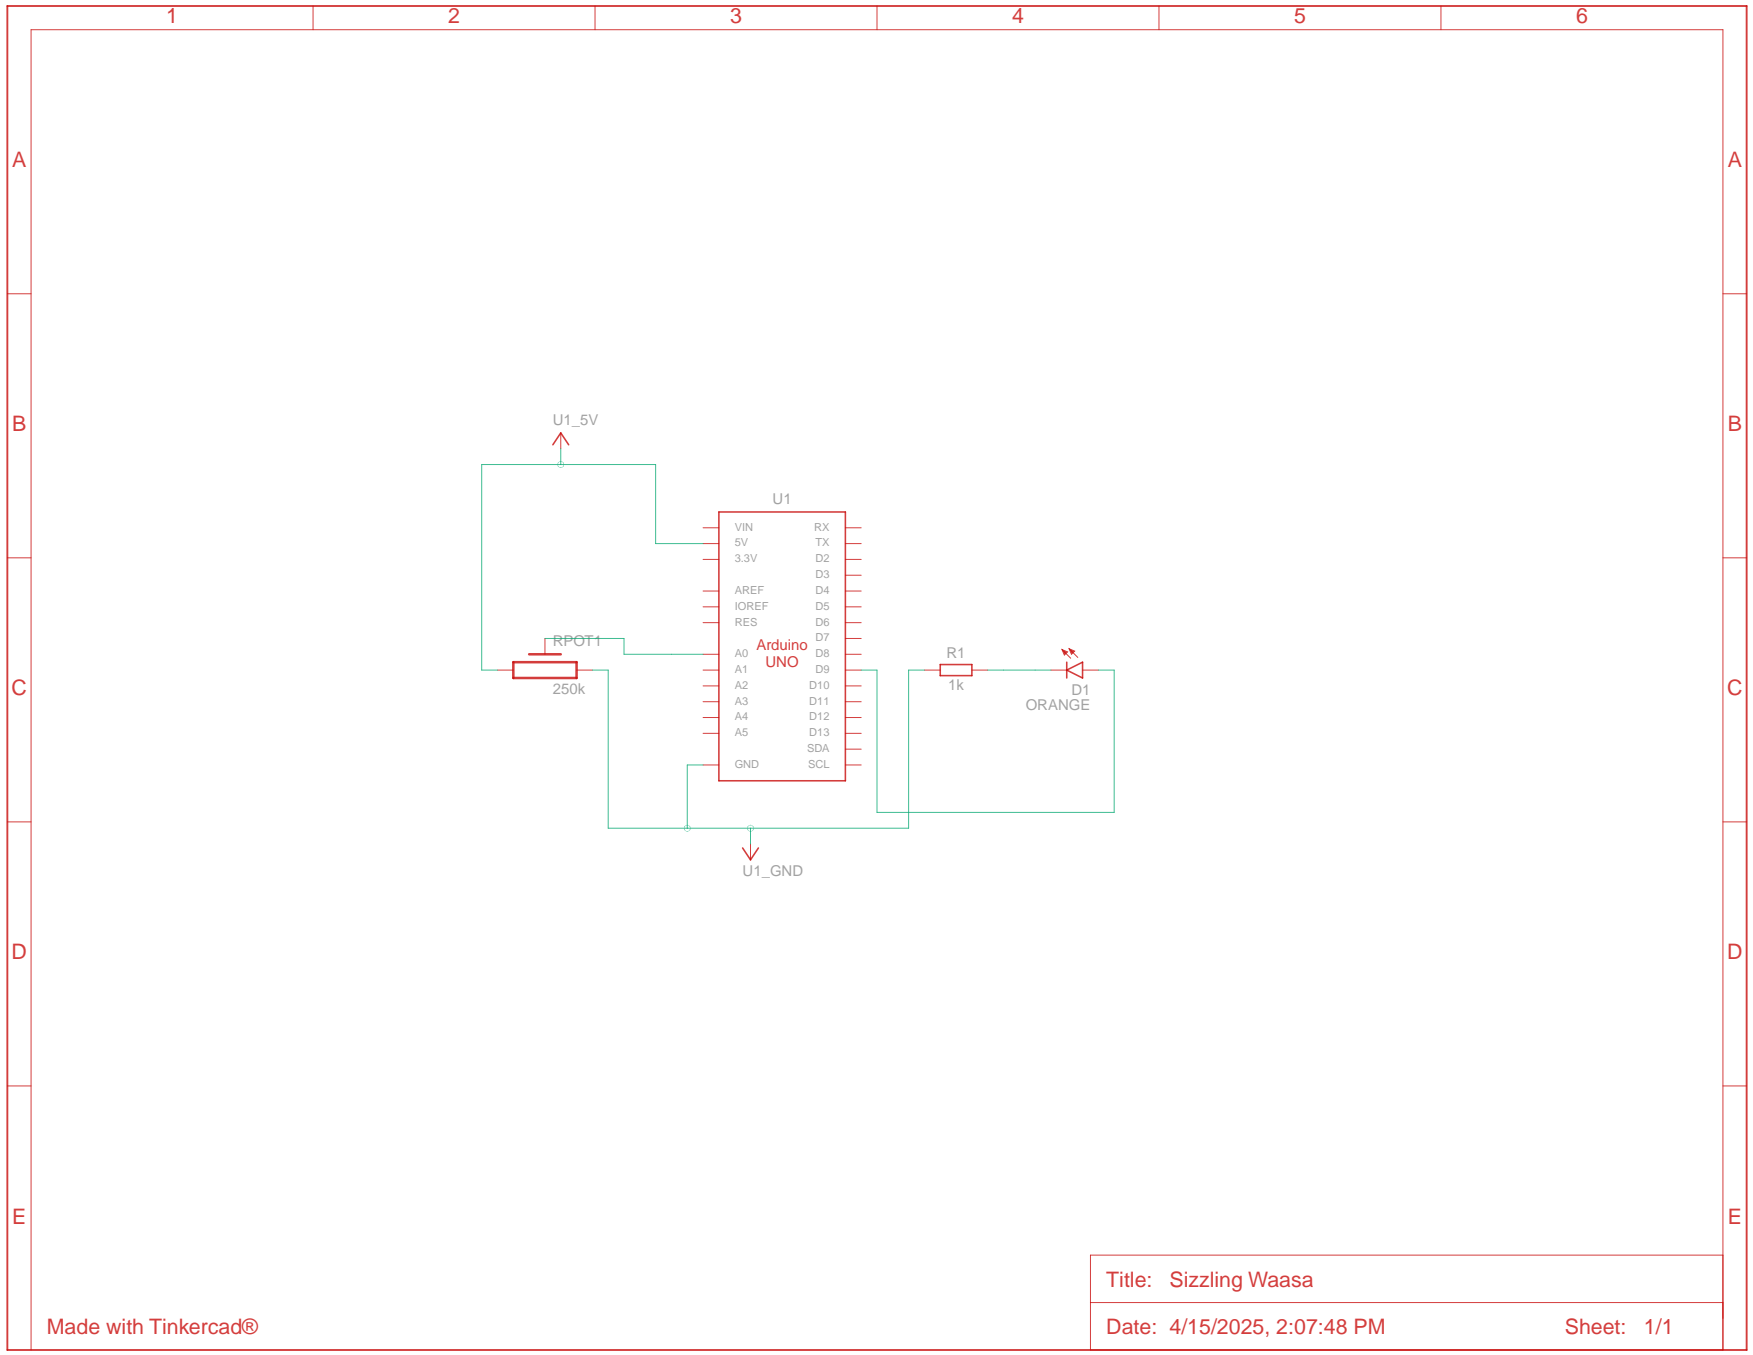 1 2 3 4 5 6
A A
B B
U1_5V
U1
VIN RX
5V TX
3.3V D2
D3
AREF D4
IOREF D5
RES D6
D7
RPOT1
Arduino
UNO
A0 D8
A1 D9
A2 D10
A3 D11
A4 D12
A5 D13
SDA
GND SCL
250k
R1
1k
D1
ORANGE
C C
U1_GND
D D
E E
Title: Sizzling Waasa
Made with Tinkercad®
Date: 4/15/2025, 2:07:48 PM Sheet: 1/1